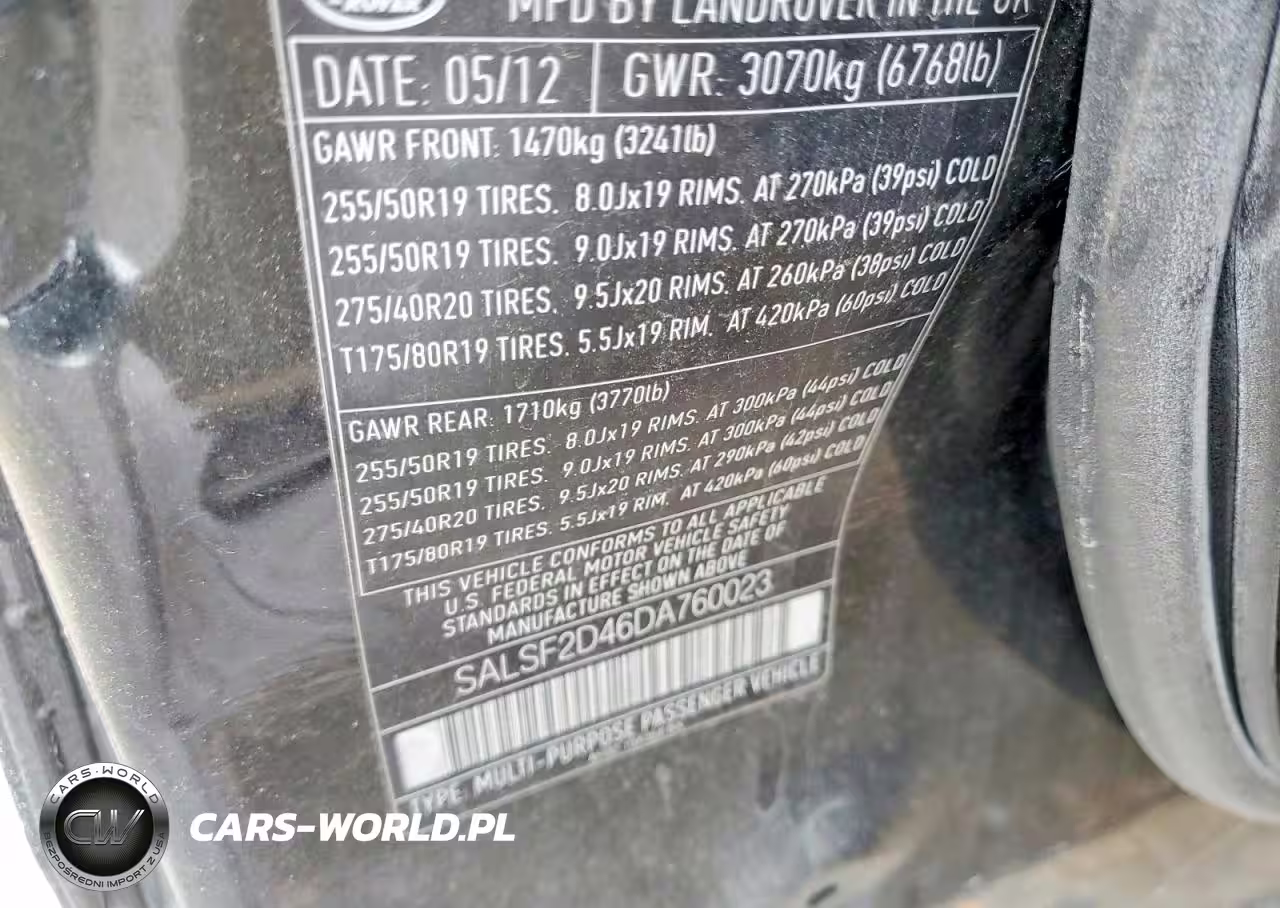 ROVER
MFD BY LANDROVER IN THE UK
DATE: 05/12 GWR: 3070kg (6768lb)
GAWR FRONT: 1470kg (3241lb)
255/50R19 TIRES. 8.0Jx19 RIMS. AT 270kPa (39psi) COLD
255/50R19 TIRES. 9.0Jx19 RIMS. AT 270kPa (39psi) COLD
275/40R20 TIRES. 9.5Jx20 RIMS. AT 260kPa (38psi) COLD
T175/80R19 TIRES. 5.5Jx19 RIM. AT 420kPa (60psi) COLD
GAWR REAR: 1710kg (3770lb)
255/50R19 TIRES. 8.0Jx19 RIMS. AT 300kPa (44psi) COLD
255/50R19 TIRES. 9.0Jx19 RIMS. AT 300kPa (44psi) COLD
275/40R20 TIRES. 9.5Jx20 RIMS. AT 290kPa (42psi) COLD
T175/80R19 TIRES. 5.5Jx19 RIM. AT 420kPa (60psi) COLD
THIS VEHICLE CONFORMS TO ALL APPLICABLE
U.S. FEDERAL MOTOR VEHICLE SAFETY
STANDARDS IN EFFECT ON THE DATE OF
MANUFACTURE SHOWN ABOVE
SALSF2D46DA760023
TYPE: MULTI-PURPOSE PASSENGER VEHICLE
CARS-WORLD
CW
BEZPOŚREDNI IMPORT Z USA
CARS-WORLD.PL